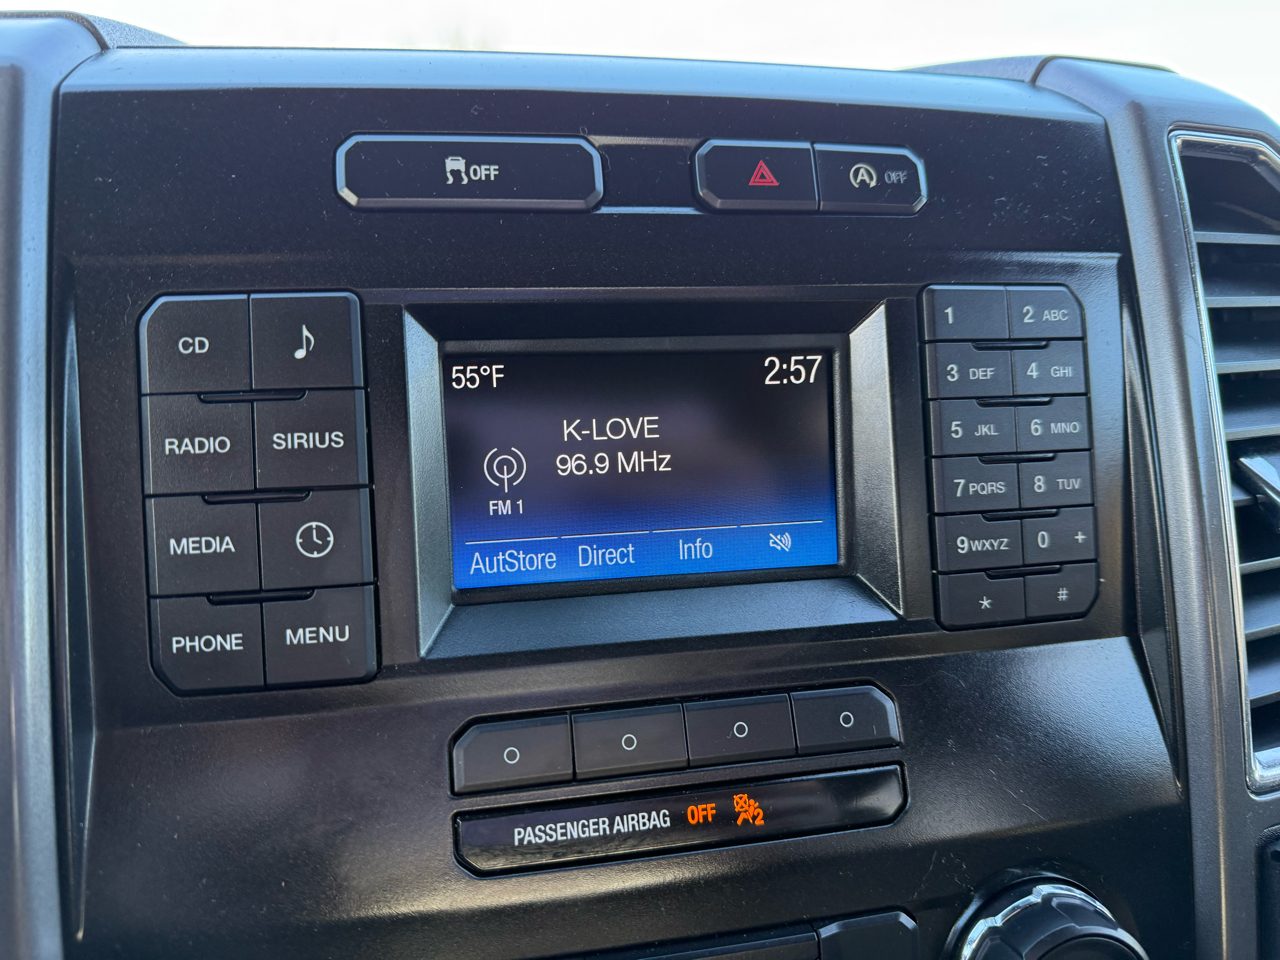 OFF
OFF
CD
RADIO SIRIUS
MEDIA
PHONE MENU
55°F 2:57
K-LOVE
96.9 MHz
FM 1
AutStore Direct Info
1 2 ABC
3 DEF 4 GHI
5 JKL 6 MNO
7 PQRS 8 TUV
9 WXYZ 0 +
* #
PASSENGER AIRBAG OFF 2